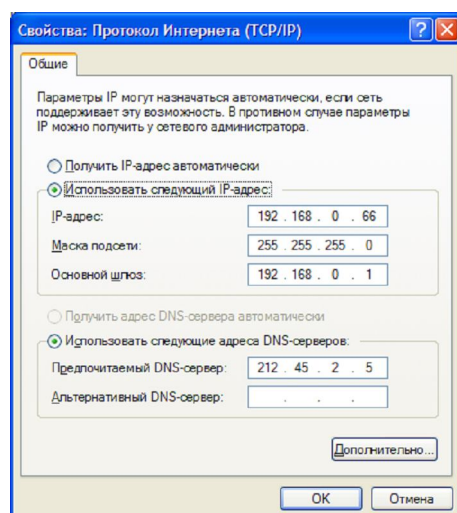 Свойства: Протокол Интернета (TCP/IP)
Общие
Параметры IP могут назначаться автоматически, если сеть
поддерживает эту возможность. В противном случае параметры
IP можно получить у сетевого администратора.
Получить IP-адрес автоматически
Использовать следующий IP-адрес:
IP-адрес: 192 . 168 . 0 . 66
Маска подсети: 255 . 255 . 255 . 0
Основной шлюз: 192 . 168 . 0 . 1
Получить адрес DNS-сервера автоматически
Использовать следующие адреса DNS-серверов:
Предпочитаемый DNS-сервер: 212 . 45 . 2 . 5
Альтернативный DNS-сервер: . . .
Дополнительно...
OK Отмена